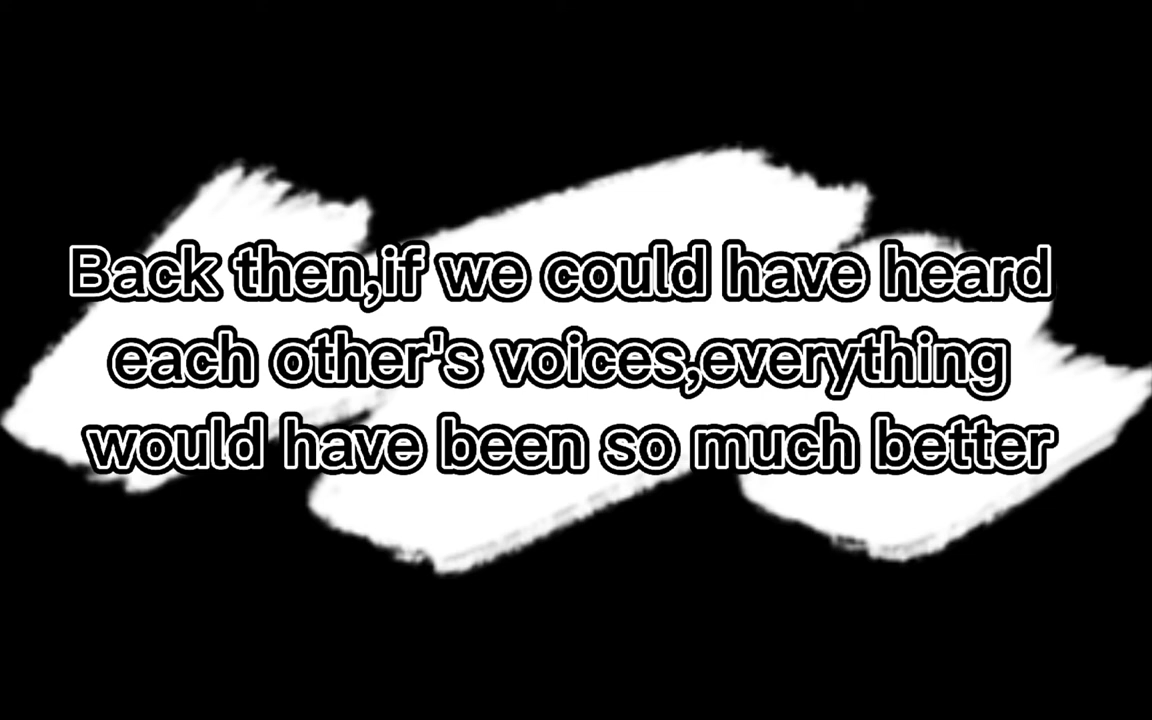 Back then,if we could have heard
each other's voices,everything
would have been so much better